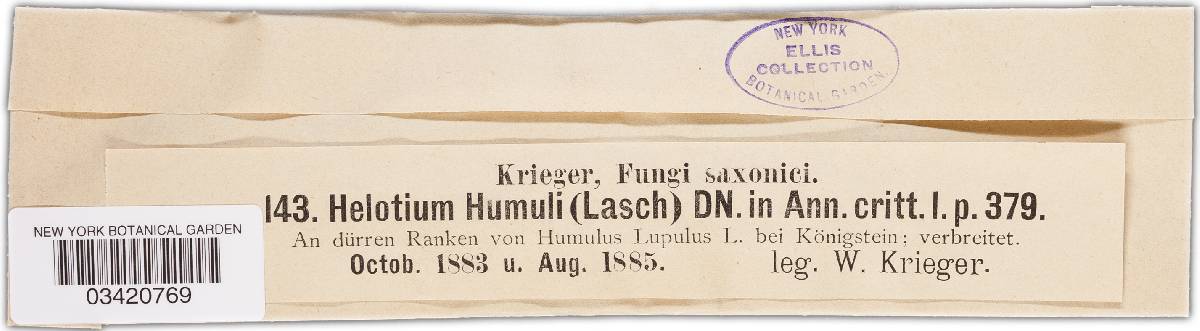 NEW YORK
ELLIS
COLLECTION
BOTANICAL GARDEN.
Krieger, Fungi saxonici.
143. Helotium Humuli (Lasch) DN. in Ann. critt. I. p. 379.
An dürren Ranken von Humulus Lupulus L. bei Königstein; verbreitet.
Octob. 1883 u. Aug. 1885. leg. W. Krieger.
NEW YORK BOTANICAL GARDEN
03420769